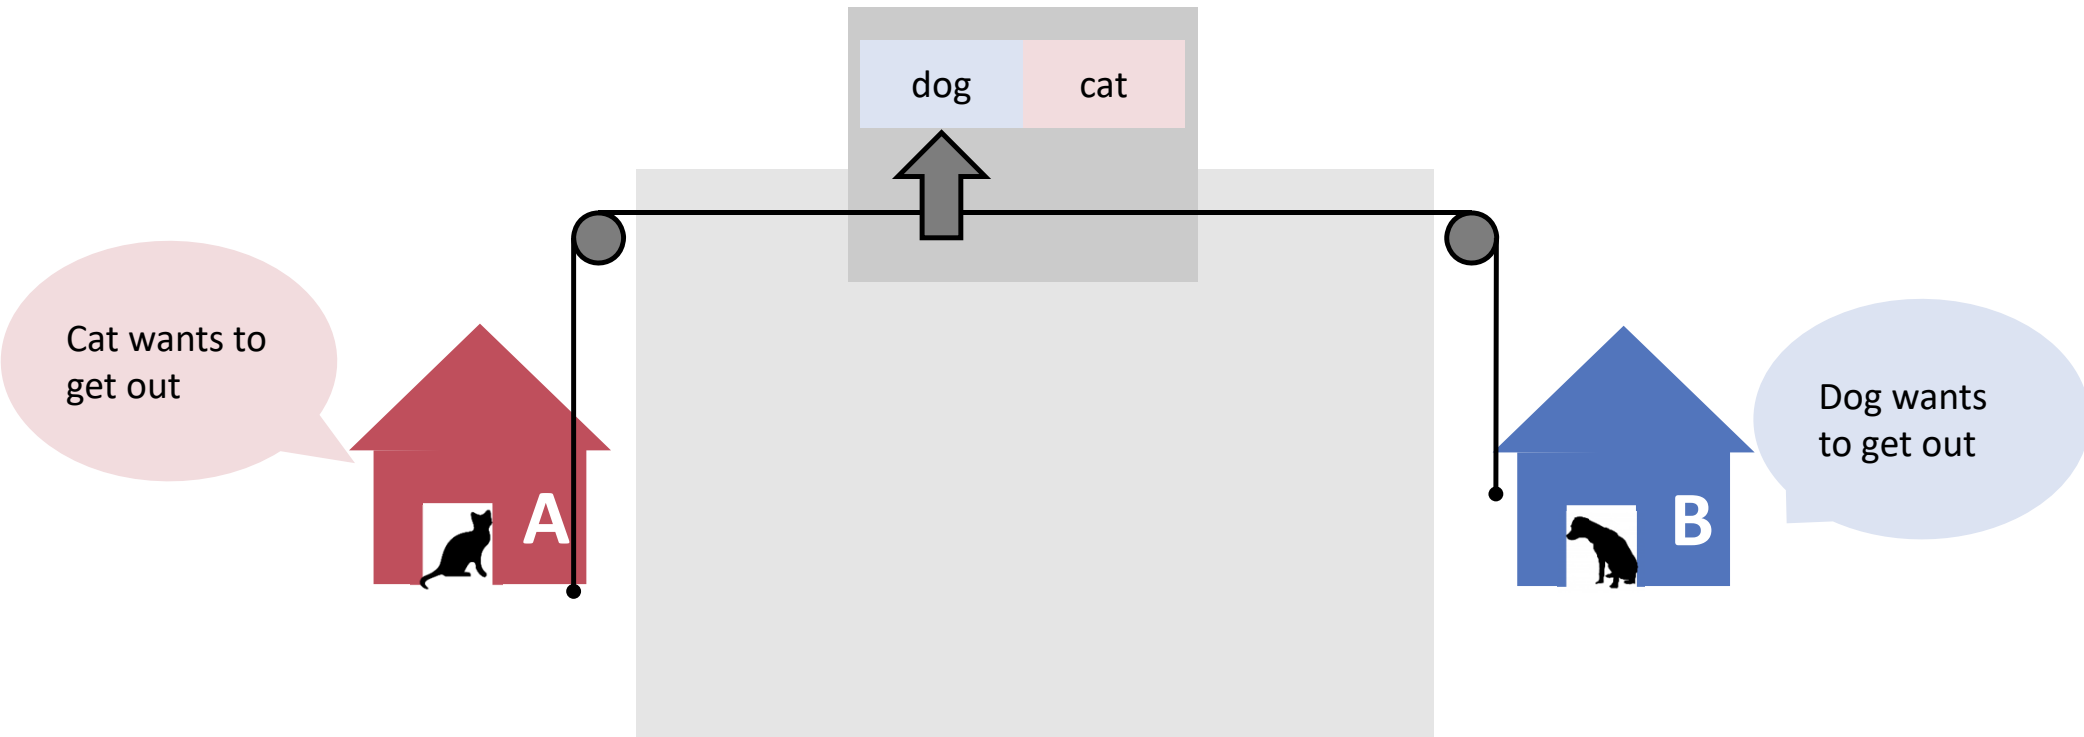 dog
cat
Cat wants to
get out
A
Dog wants
to get out
B